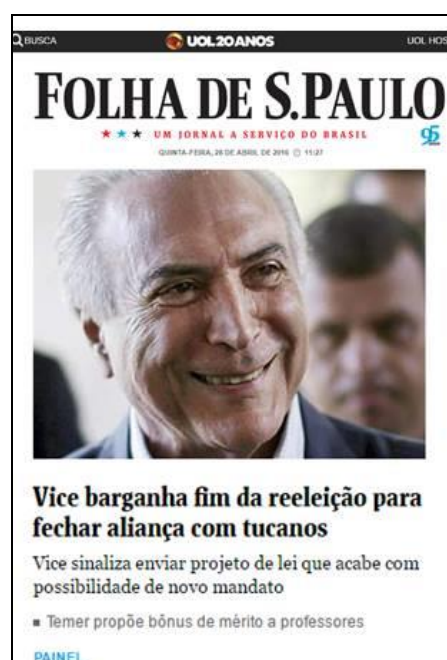 BUSCA
UOL 20 ANOS
UOL HOS
FOLHA DE S.PAULO
★ ★ ★ UM JORNAL A SERVIÇO DO BRASIL
95
QUINTA-FEIRA, 28 DE ABRIL DE 2016 11:27
Vice barganha fim da reeleição para
fechar aliança com tucanos
Vice sinaliza enviar projeto de lei que acabe com
possibilidade de novo mandato
■ Temer propõe bônus de mérito a professores
PAINEL